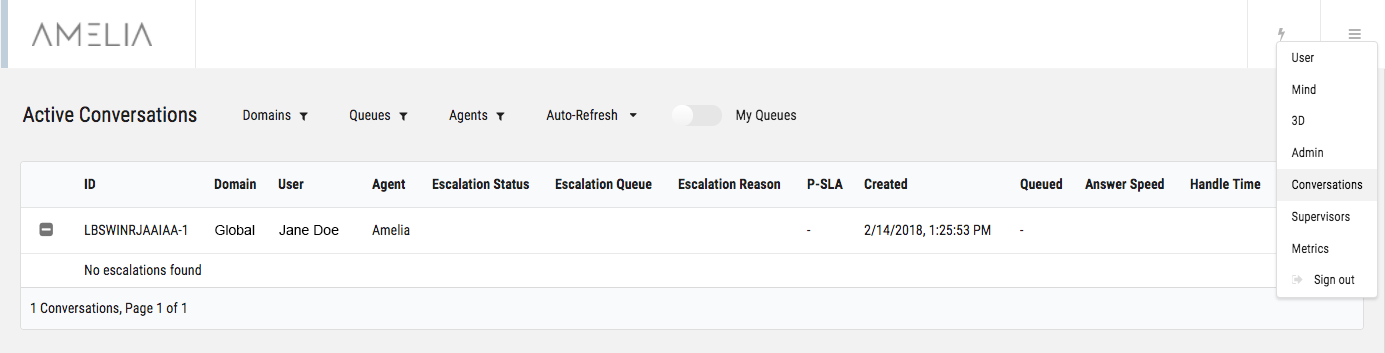 AMELIA
User
Mind
3D
Admin
Conversations
Supervisors
Metrics
Sign out
Active Conversations Domains Queues Agents Auto-Refresh My Queues
ID Domain User Agent Escalation Status Escalation Queue Escalation Reason P-SLA Created Queued Answer Speed Handle Time
LBSWINRJAAIAA-1 Global Jane Doe Amelia - 2/14/2018, 1:25:53 PM -
No escalations found
1 Conversations, Page 1 of 1